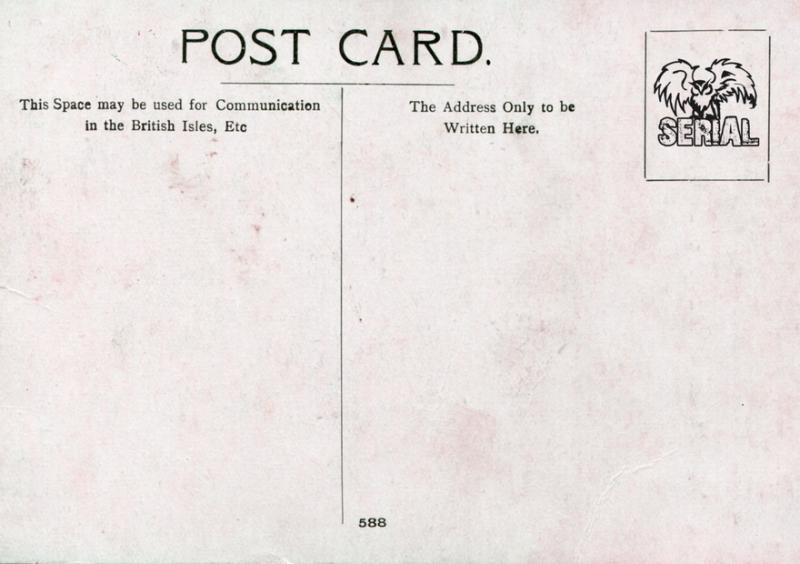 POST CARD.
This Space may be used for Communication
in the British Isles, Etc
The Address Only to be
Written Here.
SERIAL
588